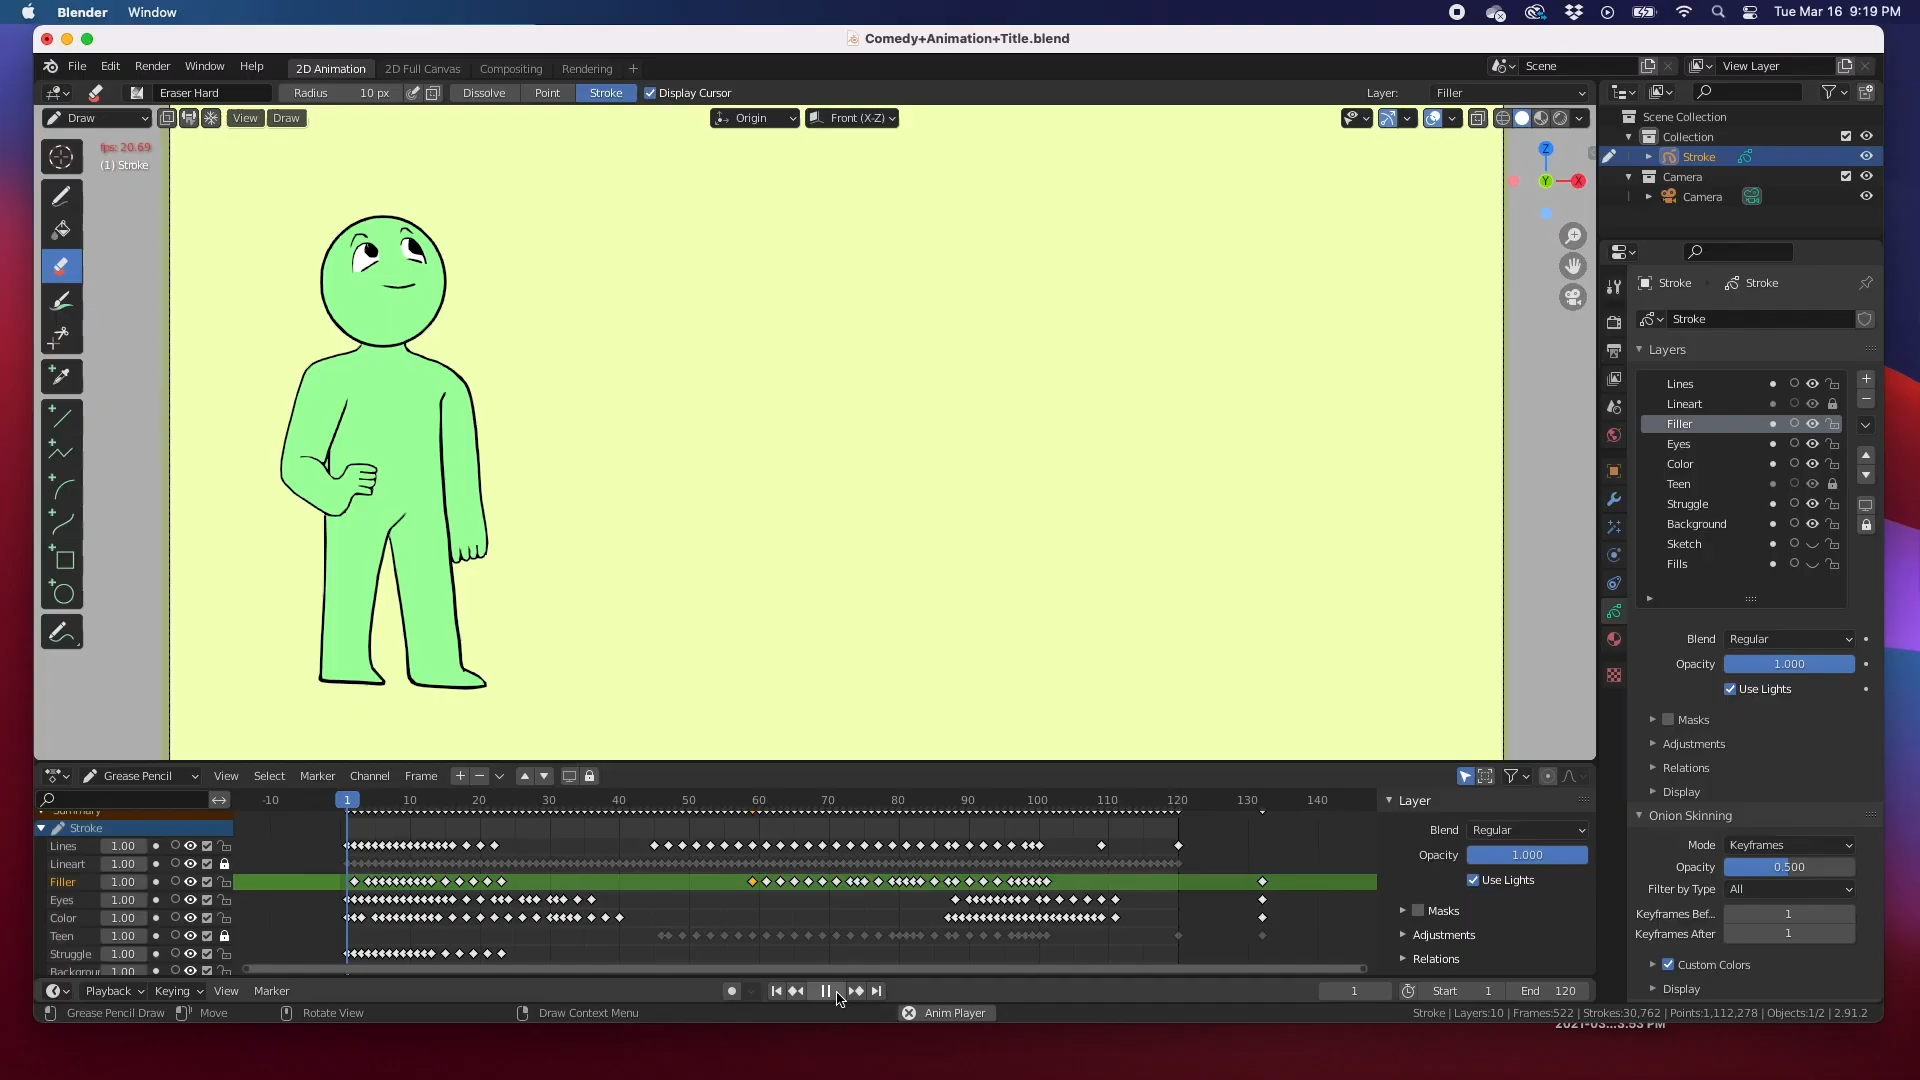 Blender Window Tue Mar 16 9:19 PM
Comedy+Animation+Title.blend
File Edit Render Window Help 2D Animation 2D Full Canvas Compositing Rendering + Scene View Layer
Eraser Hard Radius 10 px Dissolve Point Stroke Display Cursor Layer: Filler
Draw View Draw Origin Front (X-Z)
fps: 20.69
(1) Stroke
Z
Y X
Scene Collection
Collection
Stroke
Camera
Camera
Stroke Stroke
Stroke
Layers
Lines
Lineart
Filler
Eyes
Color
Teen
Struggle
Background
Sketch
Fills
Blend Regular
Opacity 1.000
Use Lights
Masks
Adjustments
Relations
Display
Onion Skinning
Mode Keyframes
Opacity 0.500
Filter by Type All
Keyframes Bef... 1
Keyframes After 1
Custom Colors
Display
Grease Pencil View Select Marker Channel Frame
-10 1 10 20 30 40 50 60 70 80 90 100 110 120 130 140
Summary
Stroke
Lines 1.00
Lineart 1.00
Filler 1.00
Eyes 1.00
Color 1.00
Teen 1.00
Struggle 1.00
Backgrour 1.00
Layer
Blend Regular
Opacity 1.000
Use Lights
Masks
Adjustments
Relations
Playback Keying View Marker 1 Start 1 End 120
Grease Pencil Draw Move Rotate View Draw Context Menu Anim Player Stroke | Layers:10 | Frames:522 | Strokes:30,762 | Points:1,112,278 | Objects:1/2 | 2.91.2
2021-03...3.53 PM